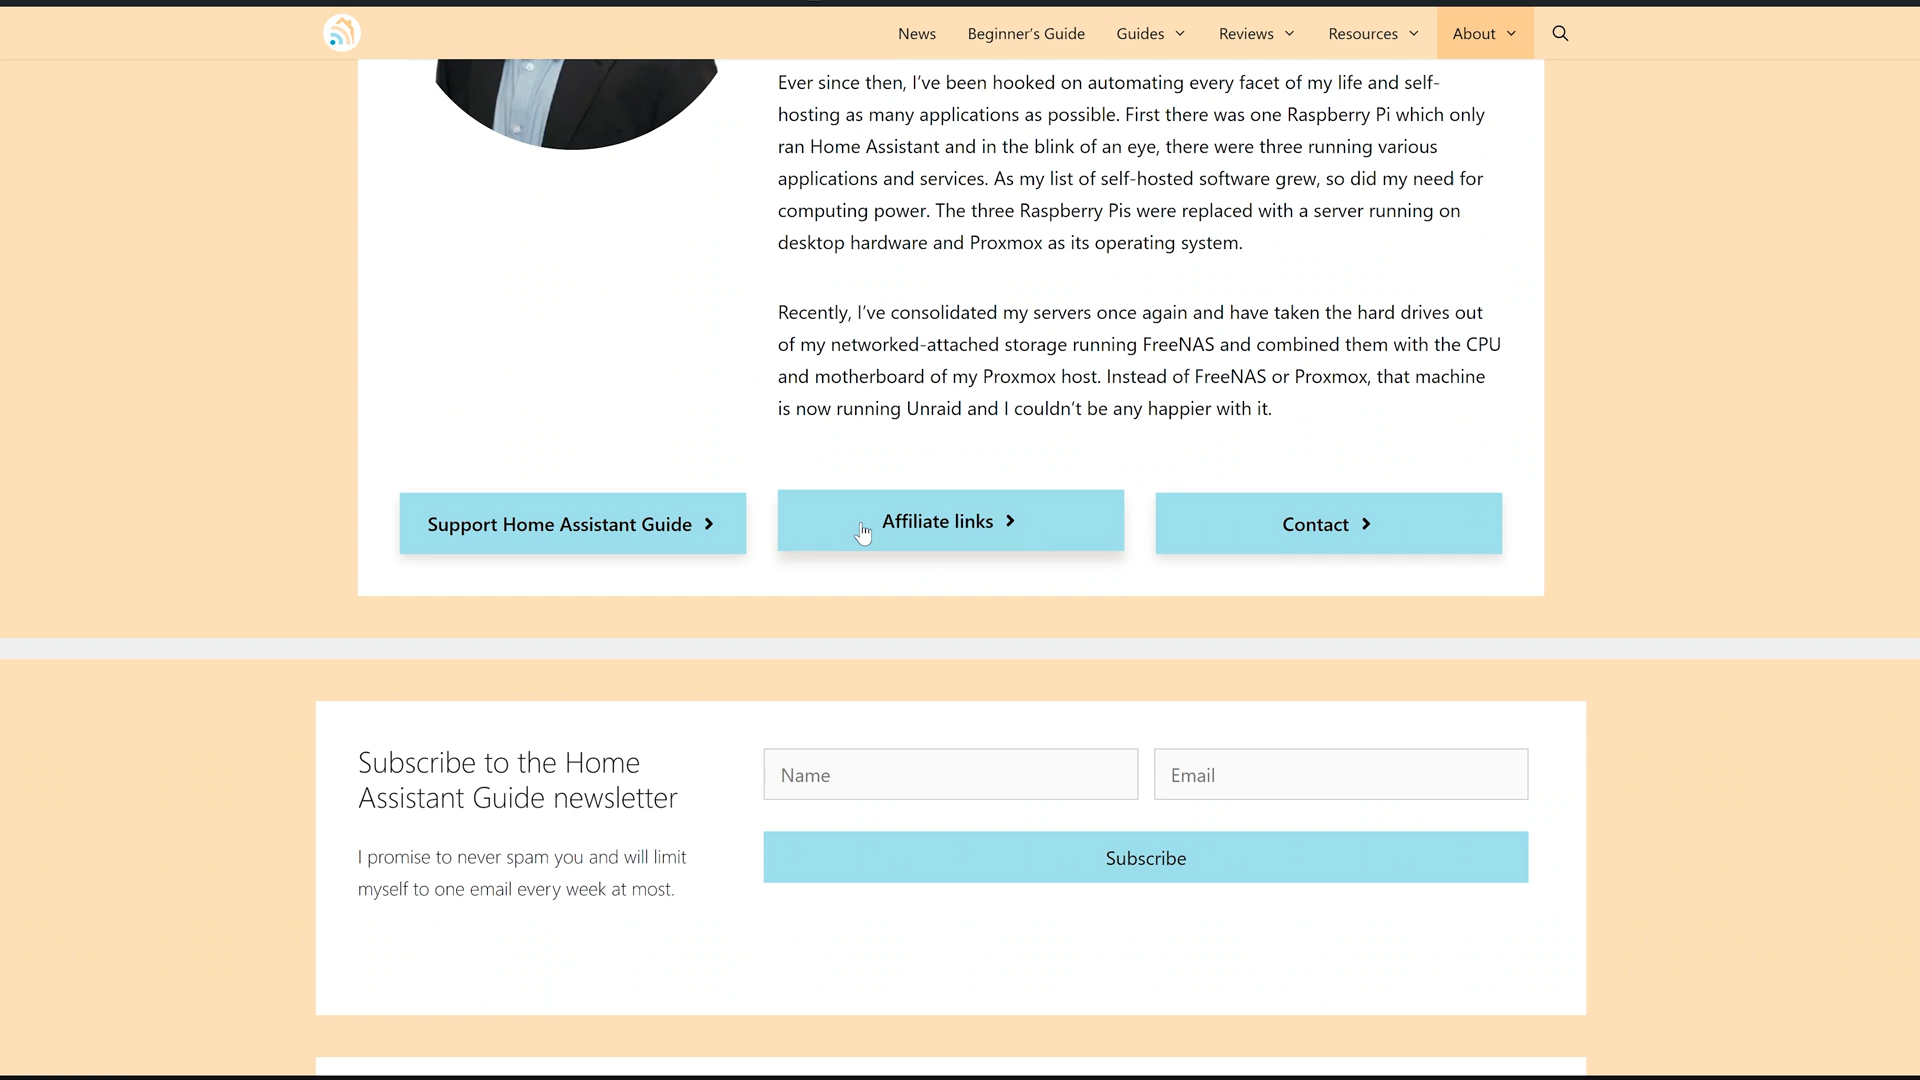 News
Beginner's Guide
Guides
Reviews
Resources
About
Ever since then, I've been hooked on automating every facet of my life and self-
hosting as many applications as possible. First there was one Raspberry Pi which only
ran Home Assistant and in the blink of an eye, there were three running various
applications and services. As my list of self-hosted software grew, so did my need for
computing power. The three Raspberry Pis were replaced with a server running on
desktop hardware and Proxmox as its operating system.
Recently, I've consolidated my servers once again and have taken the hard drives out
of my networked-attached storage running FreeNAS and combined them with the CPU
and motherboard of my Proxmox host. Instead of FreeNAS or Proxmox, that machine
is now running Unraid and I couldn't be any happier with it.
Support Home Assistant Guide
Affiliate links
Contact
Subscribe to the Home
Assistant Guide newsletter
I promise to never spam you and will limit
myself to one email every week at most.
Name
Email
Subscribe